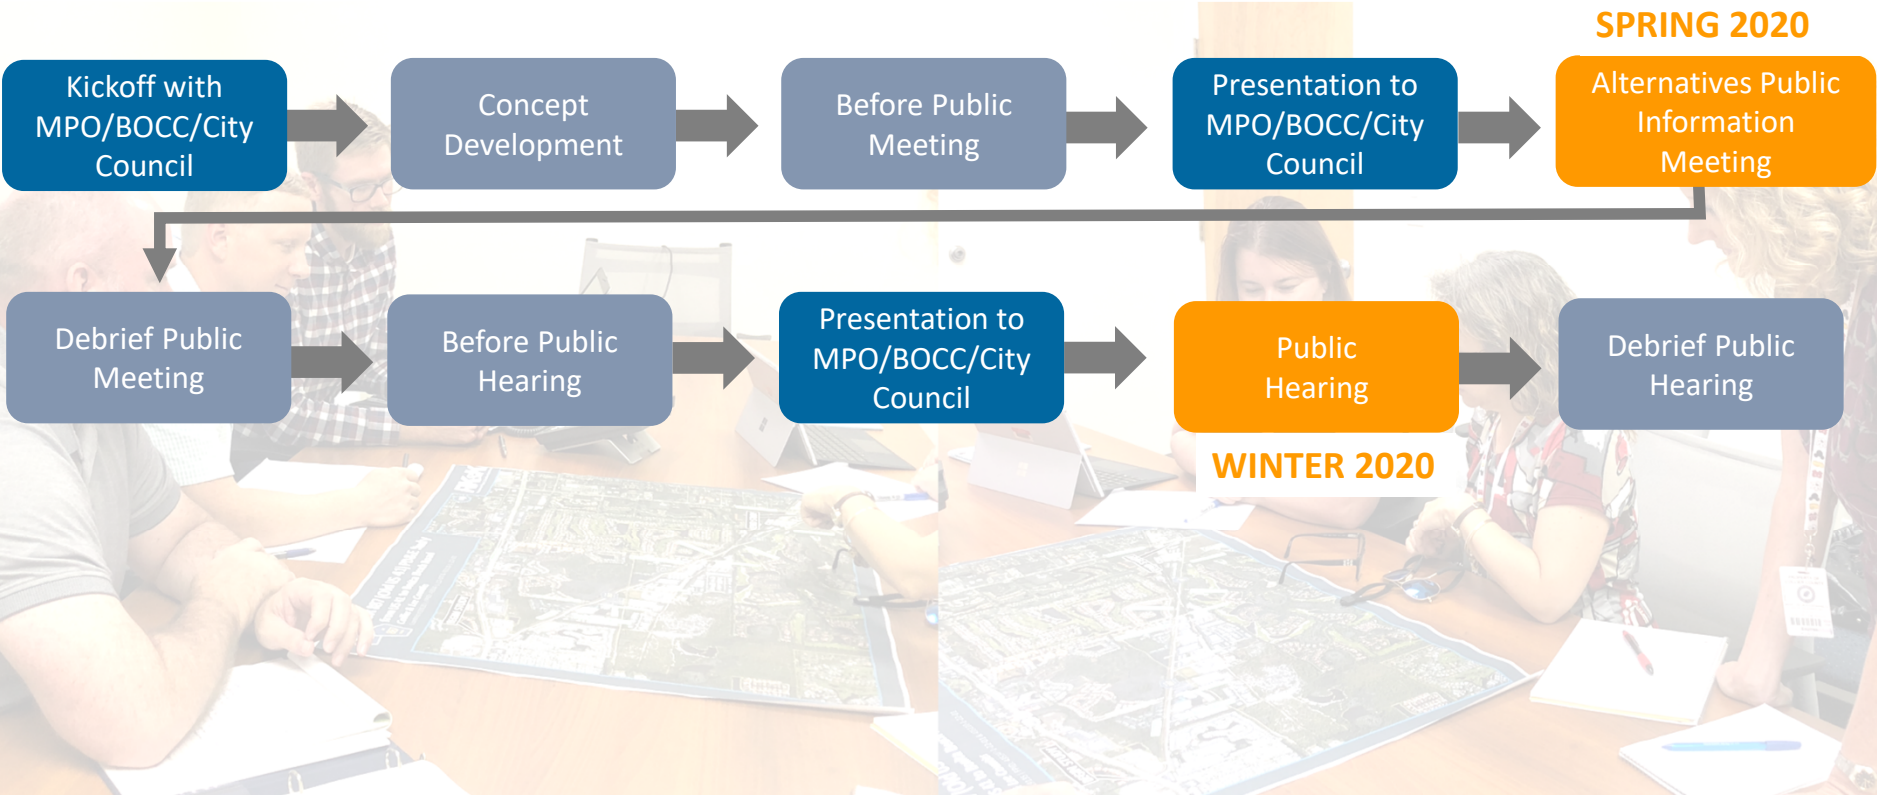 SPRING 2020
Kickoff with
MPO/BOCC/City
Council
Concept
Development
Before Public
Meeting
Presentation to
MPO/BOCC/City
Council
Alternatives Public
Information
Meeting
Debrief Public
Meeting
Before Public
Hearing
Presentation to
MPO/BOCC/City
Council
Public
Hearing
Debrief Public
Hearing
WINTER 2020